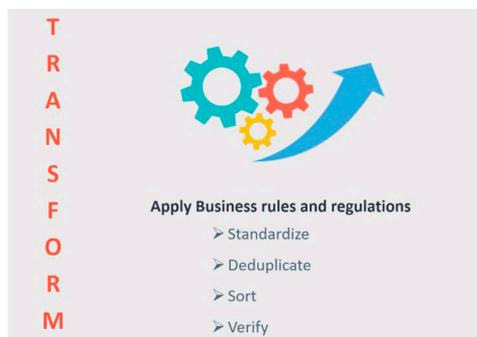 T
R
A
N
S
F
O
R
M
Apply Business rules and regulations
➢ Standardize
➢ Deduplicate
➢ Sort
➢ Verify